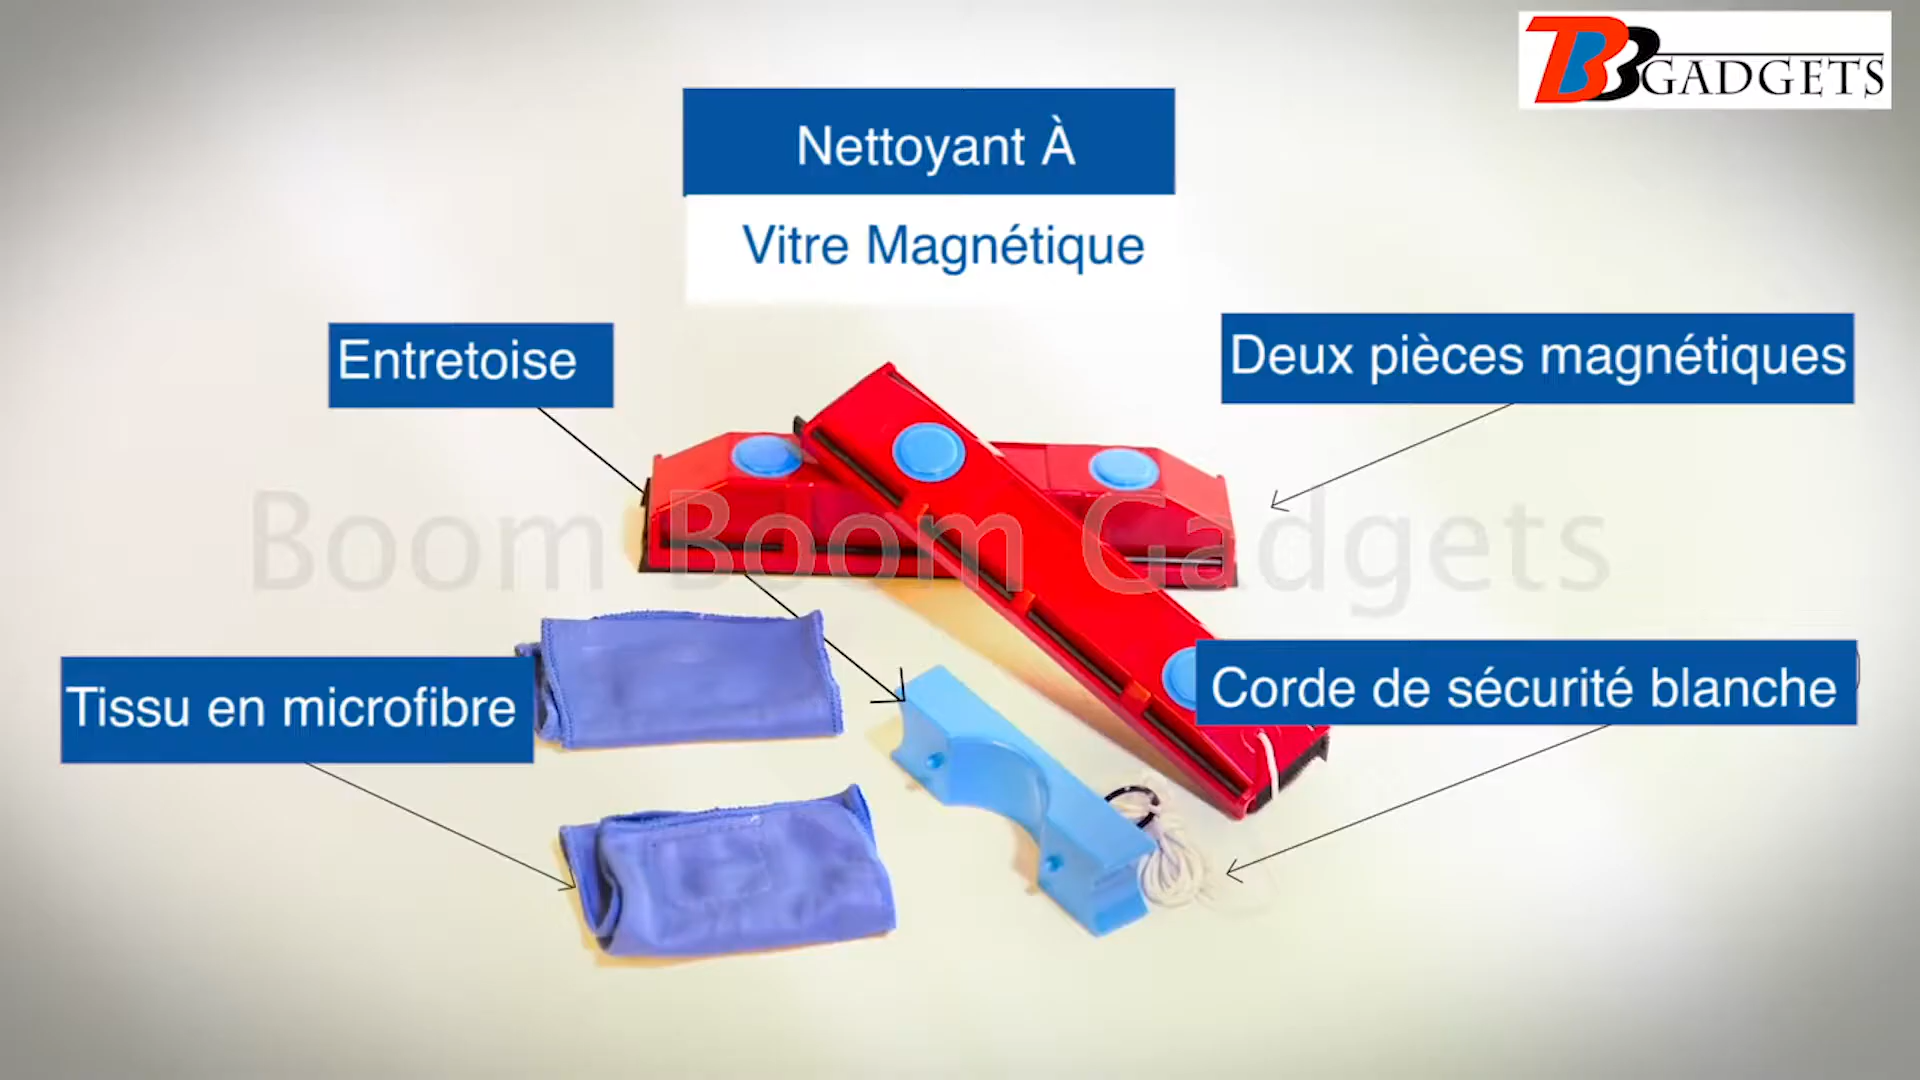 BB GADGETS
Nettoyant À
Vitre Magnétique
Entretoise
Deux pièces magnétiques
Boom Boom Gadgets
Tissu en microfibre
Corde de sécurité blanche